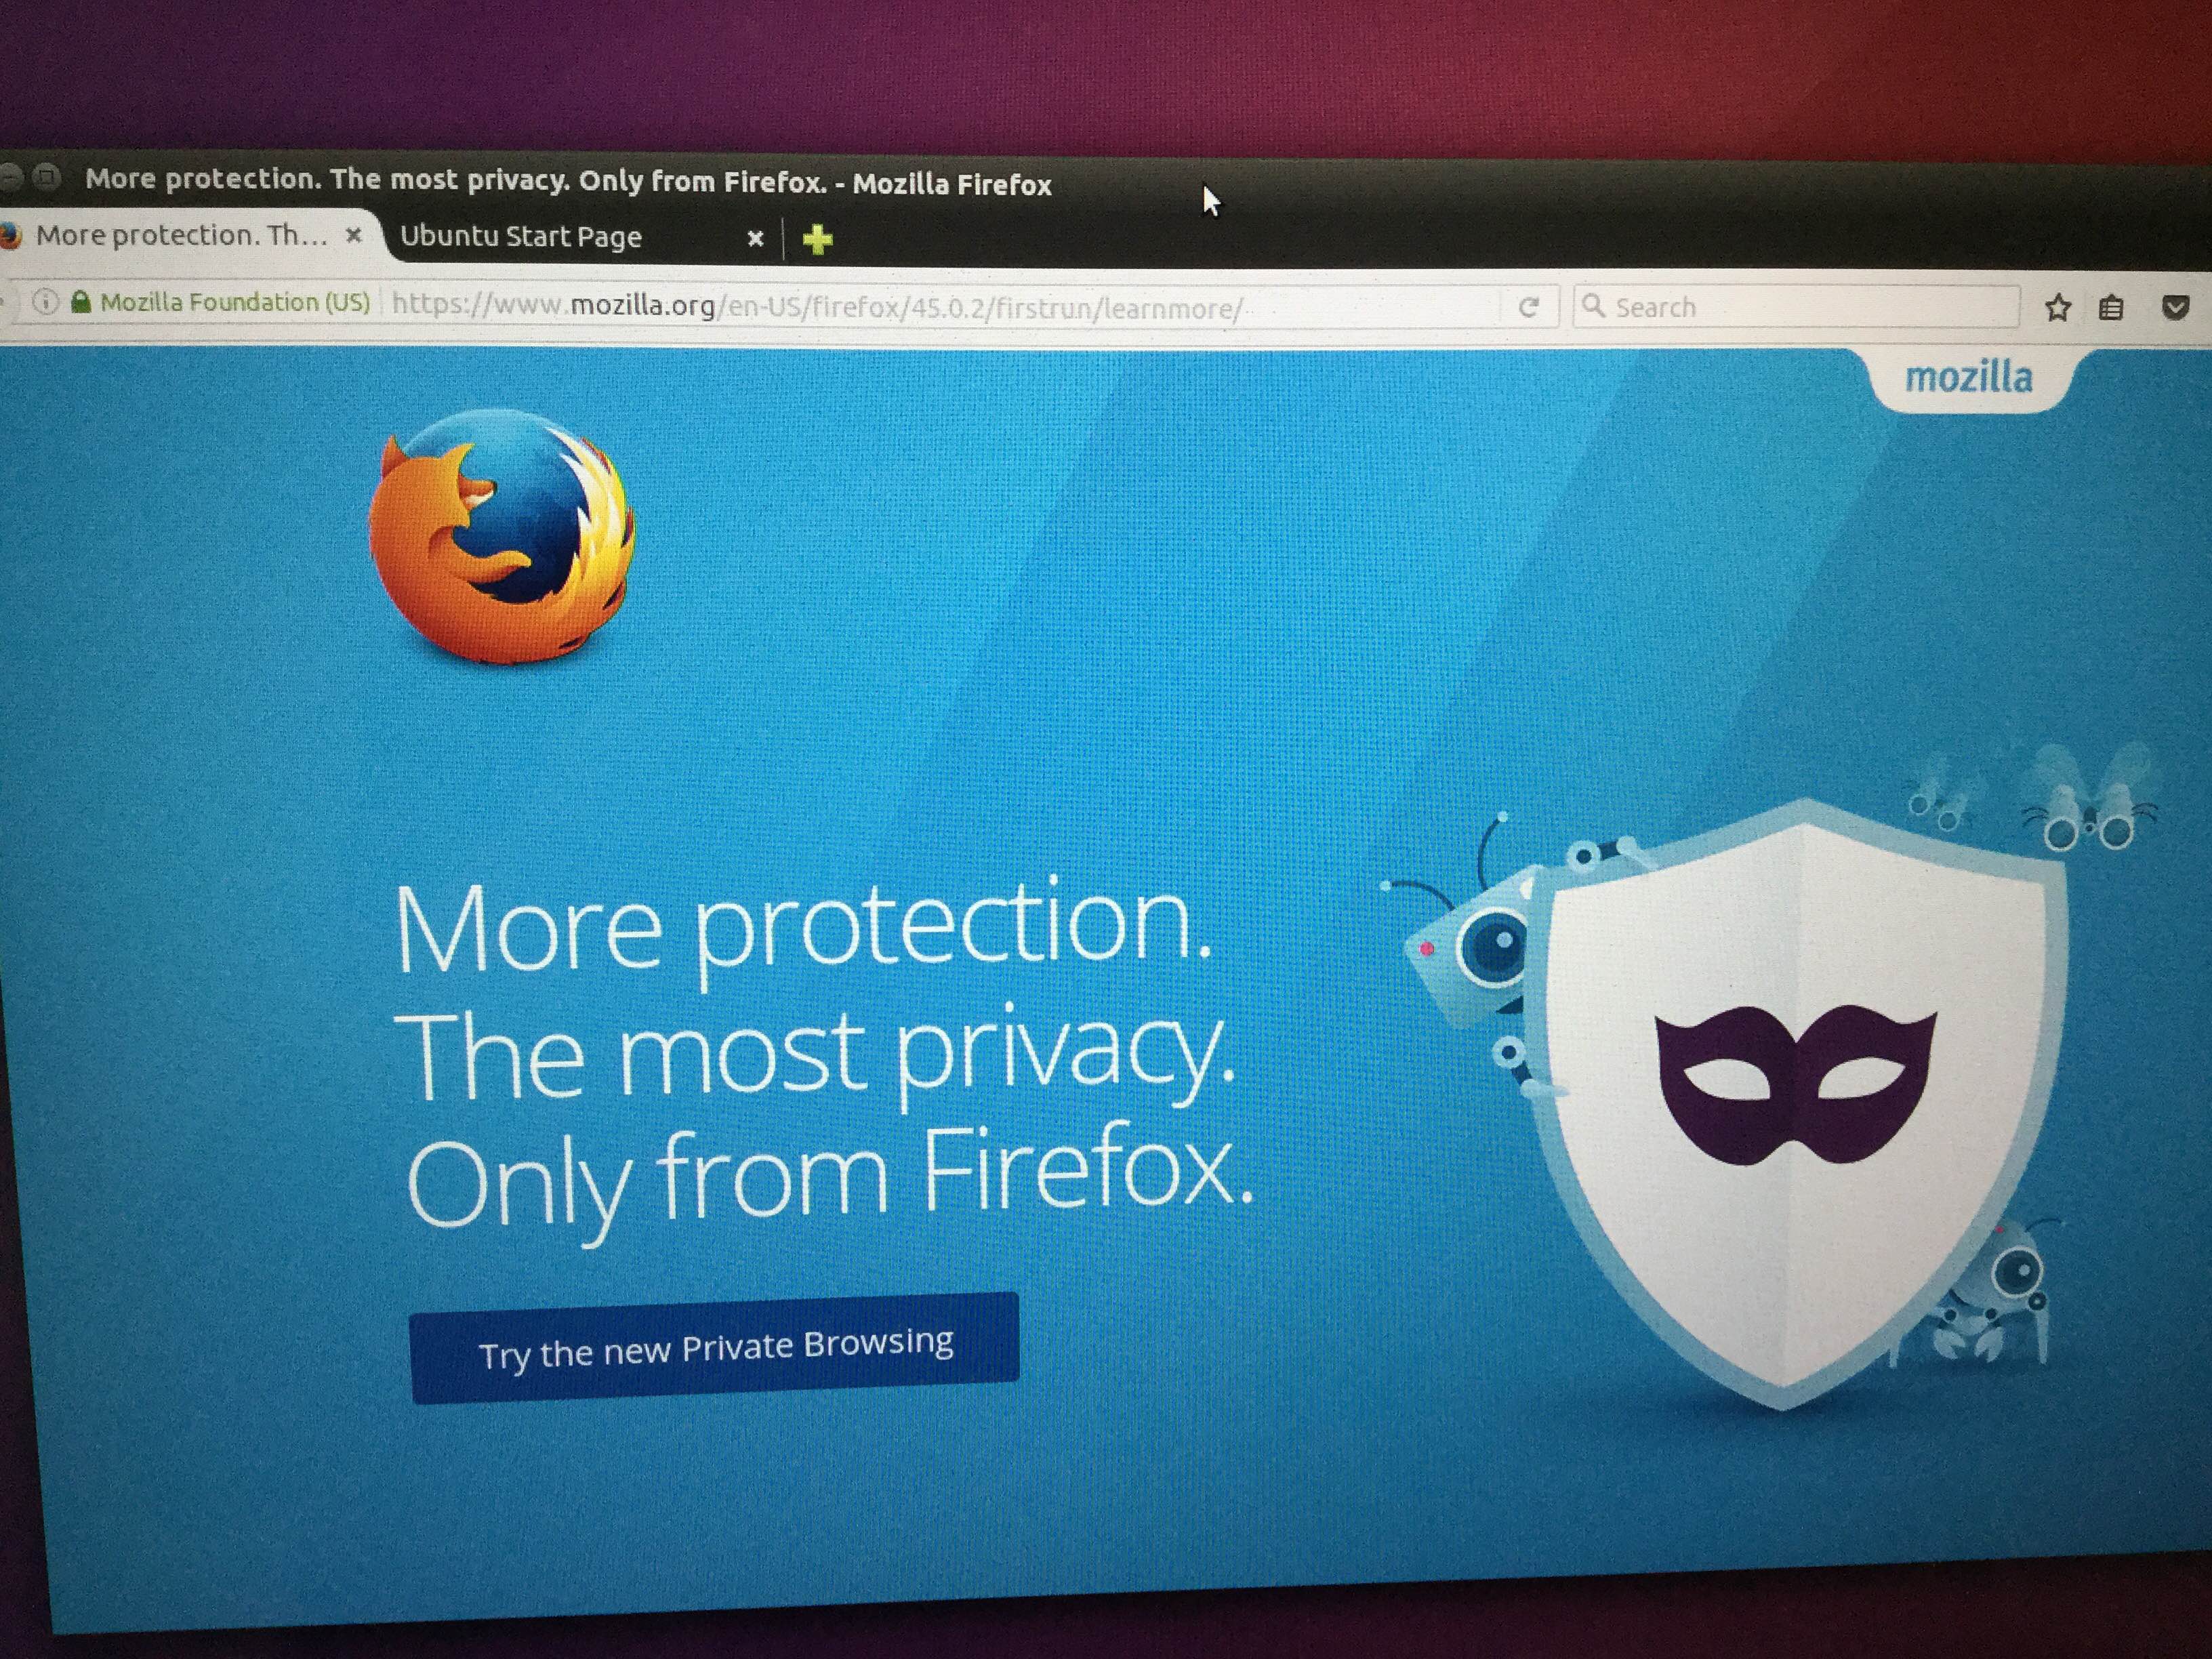 More protection. The most privacy. Only from Firefox. - Mozilla Firefox
More protection. Th...
Ubuntu Start Page
Mozilla Foundation (US)
https://www.mozilla.org/en-US/firefox/45.0.2/firstrun/learnmore/
Search
mozilla
More protection.
The most privacy.
Only from Firefox.
Try the new Private Browsing